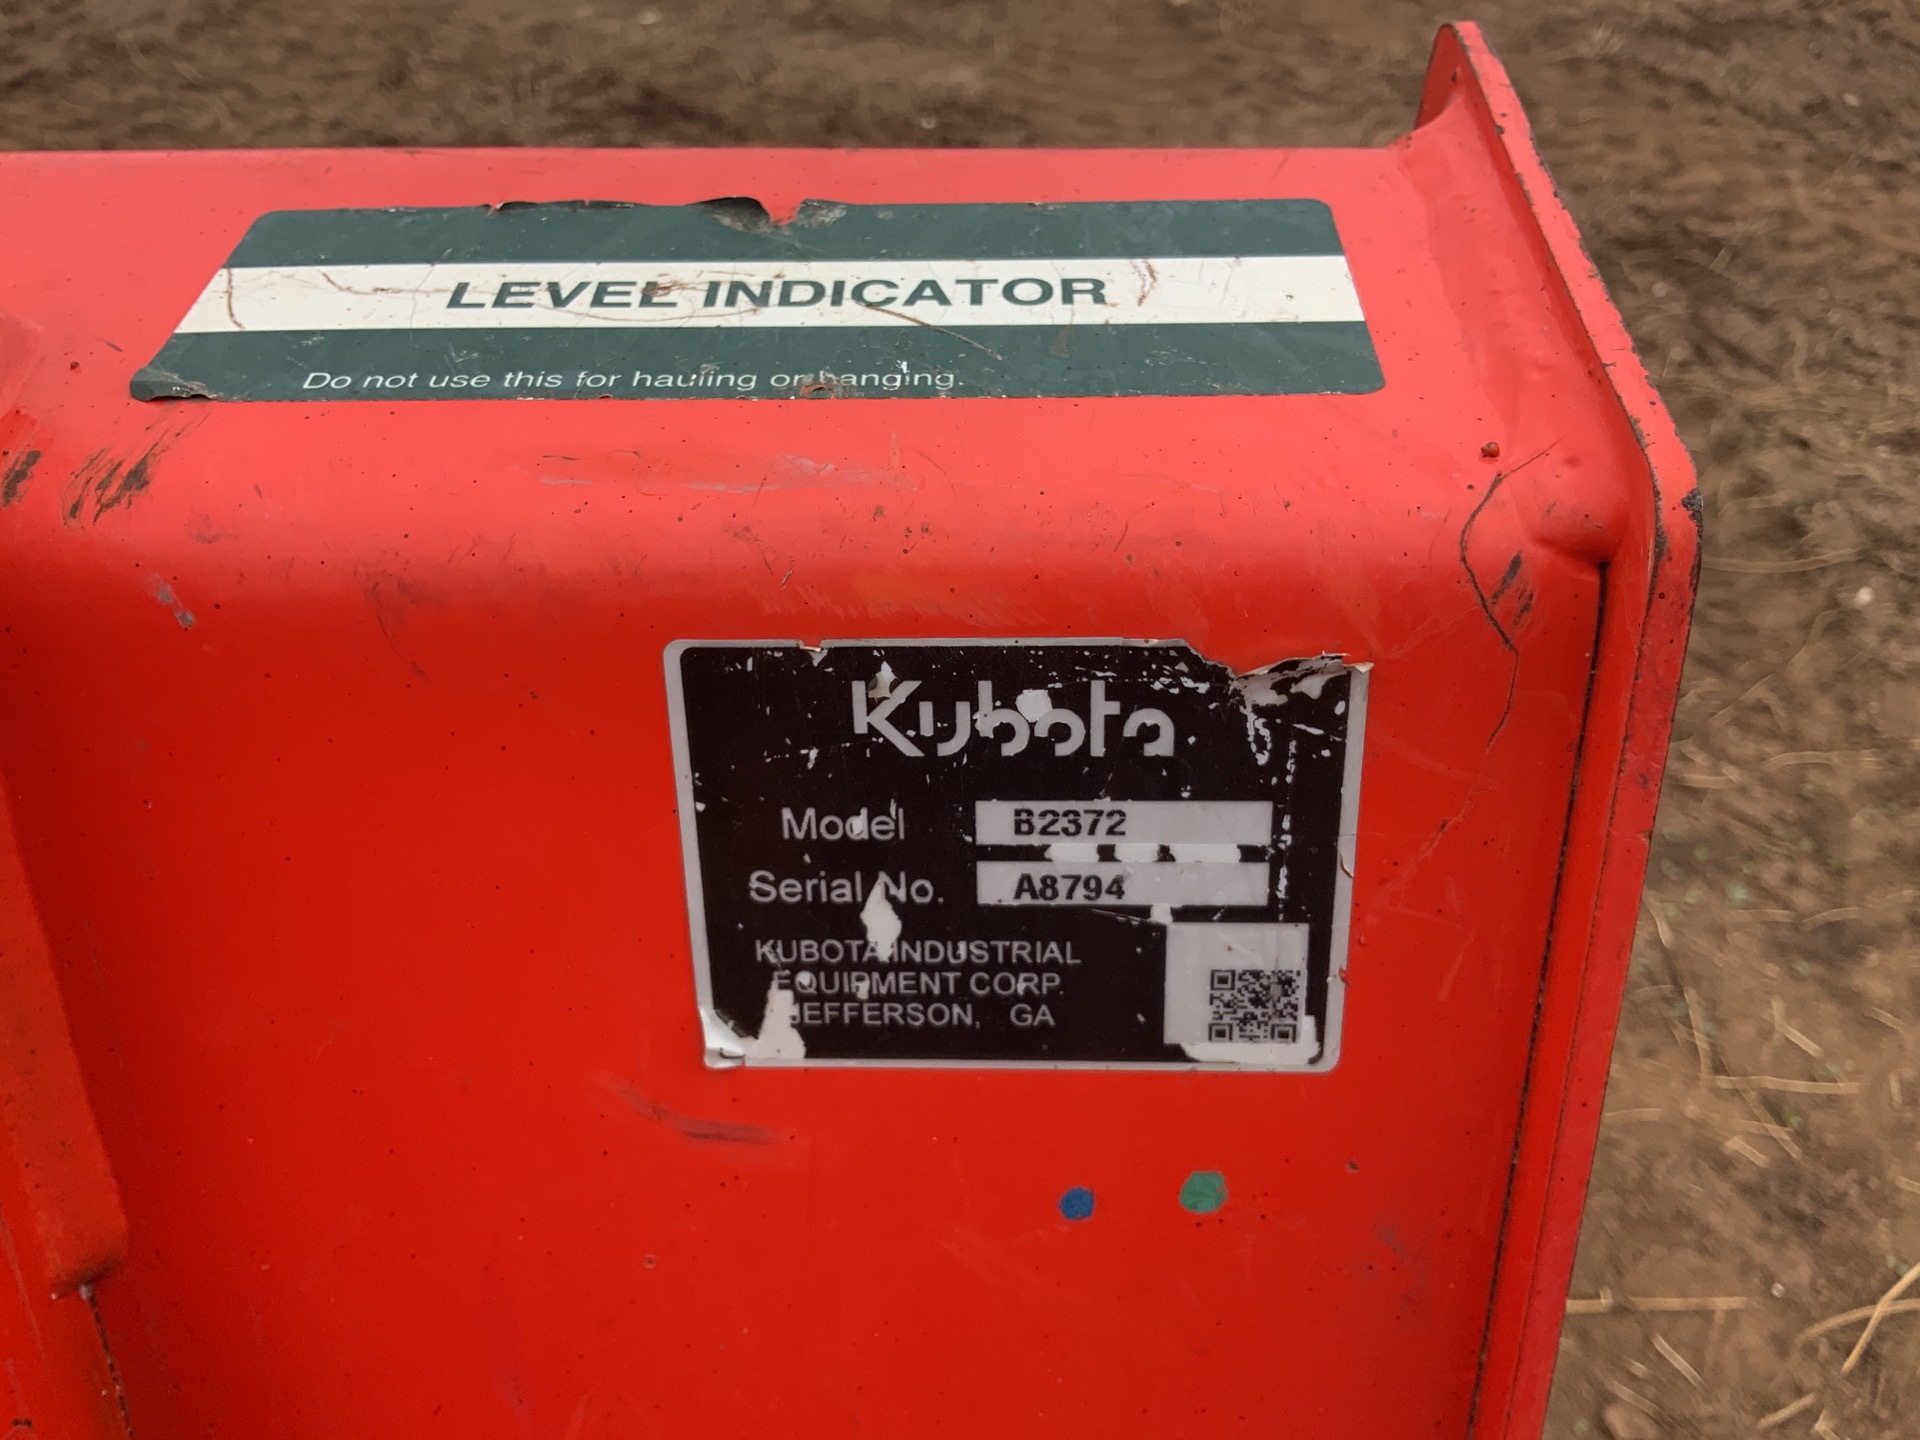 LEVEL INDICATOR
Do not use this for hauling or hanging.
Kubota
Model B2372
Serial No. A8794
KUBOTA INDUSTRIAL
EQUIPMENT CORP.
JEFFERSON, GA